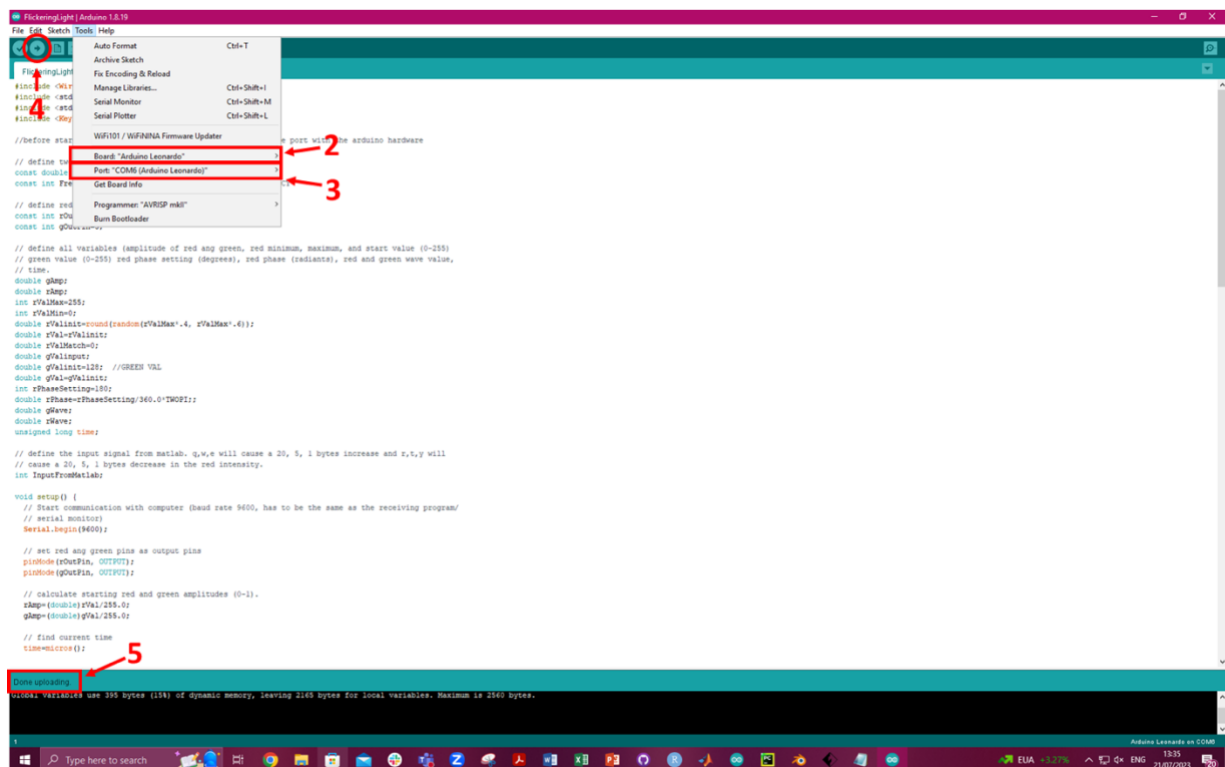 FlickeringLight | Arduino 1.8.19
File Edit Sketch Tools Help
Auto Format Ctrl+T
Archive Sketch
Fix Encoding & Reload
Manage Libraries... Ctrl+Shift+I
Serial Monitor Ctrl+Shift+M
Serial Plotter Ctrl+Shift+L
WiFi101 / WiFiNINA Firmware Updater
Board: "Arduino Leonardo"
Port: "COM6 (Arduino Leonardo)"
Get Board Info
Programmer: "AVRISP mkII"
Burn Bootloader
2
3
4
FlickeringLight
#include <Wir
#include <std
#include <std
#include <Key
//before star e port with the arduino hardware
// define tw
const double
const int Fre
// define red
const int rOu
const int gOutPin=6;
// define all variables (amplitude of red ang green, red minimum, maximum, and start value (0-255)
// green value (0-255) red phase setting (degrees), red phase (radiants), red and green wave value,
// time.
double gAmp;
double rAmp;
int rValMax=255;
int rValMin=0;
double rValinit=round(random(rValMax*.4, rValMax*.6));
double rVal=rValinit;
double rValMatch=0;
double gValinput;
double gValinit=128; //GREEN VAL
double gVal=gValinit;
int rPhaseSetting=180;
double rPhase=rPhaseSetting/360.0*TWOPI;;
double gWave;
double rWave;
unsigned long time;
// define the input signal from matlab. q,w,e will cause a 20, 5, 1 bytes increase and r,t,y will
// cause a 20, 5, 1 bytes decrease in the red intensity.
int InputFromMatlab;
void setup() {
// Start communication with computer (baud rate 9600, has to be the same as the receiving program/
// serial monitor)
Serial.begin(9600);
// set red ang green pins as output pins
pinMode(rOutPin, OUTPUT);
pinMode(gOutPin, OUTPUT);
// calculate starting red and green amplitudes (0-1).
rAmp=(double)rVal/255.0;
gAmp=(double)gVal/255.0;
// find current time
time=micros();
5
Done uploading.
Global variables use 395 bytes (15%) of dynamic memory, leaving 2165 bytes for local variables. Maximum is 2560 bytes.
1 Arduino Leonardo on COM6
Type here to search
EUA +3.27% ENG 13:35
21/07/2023